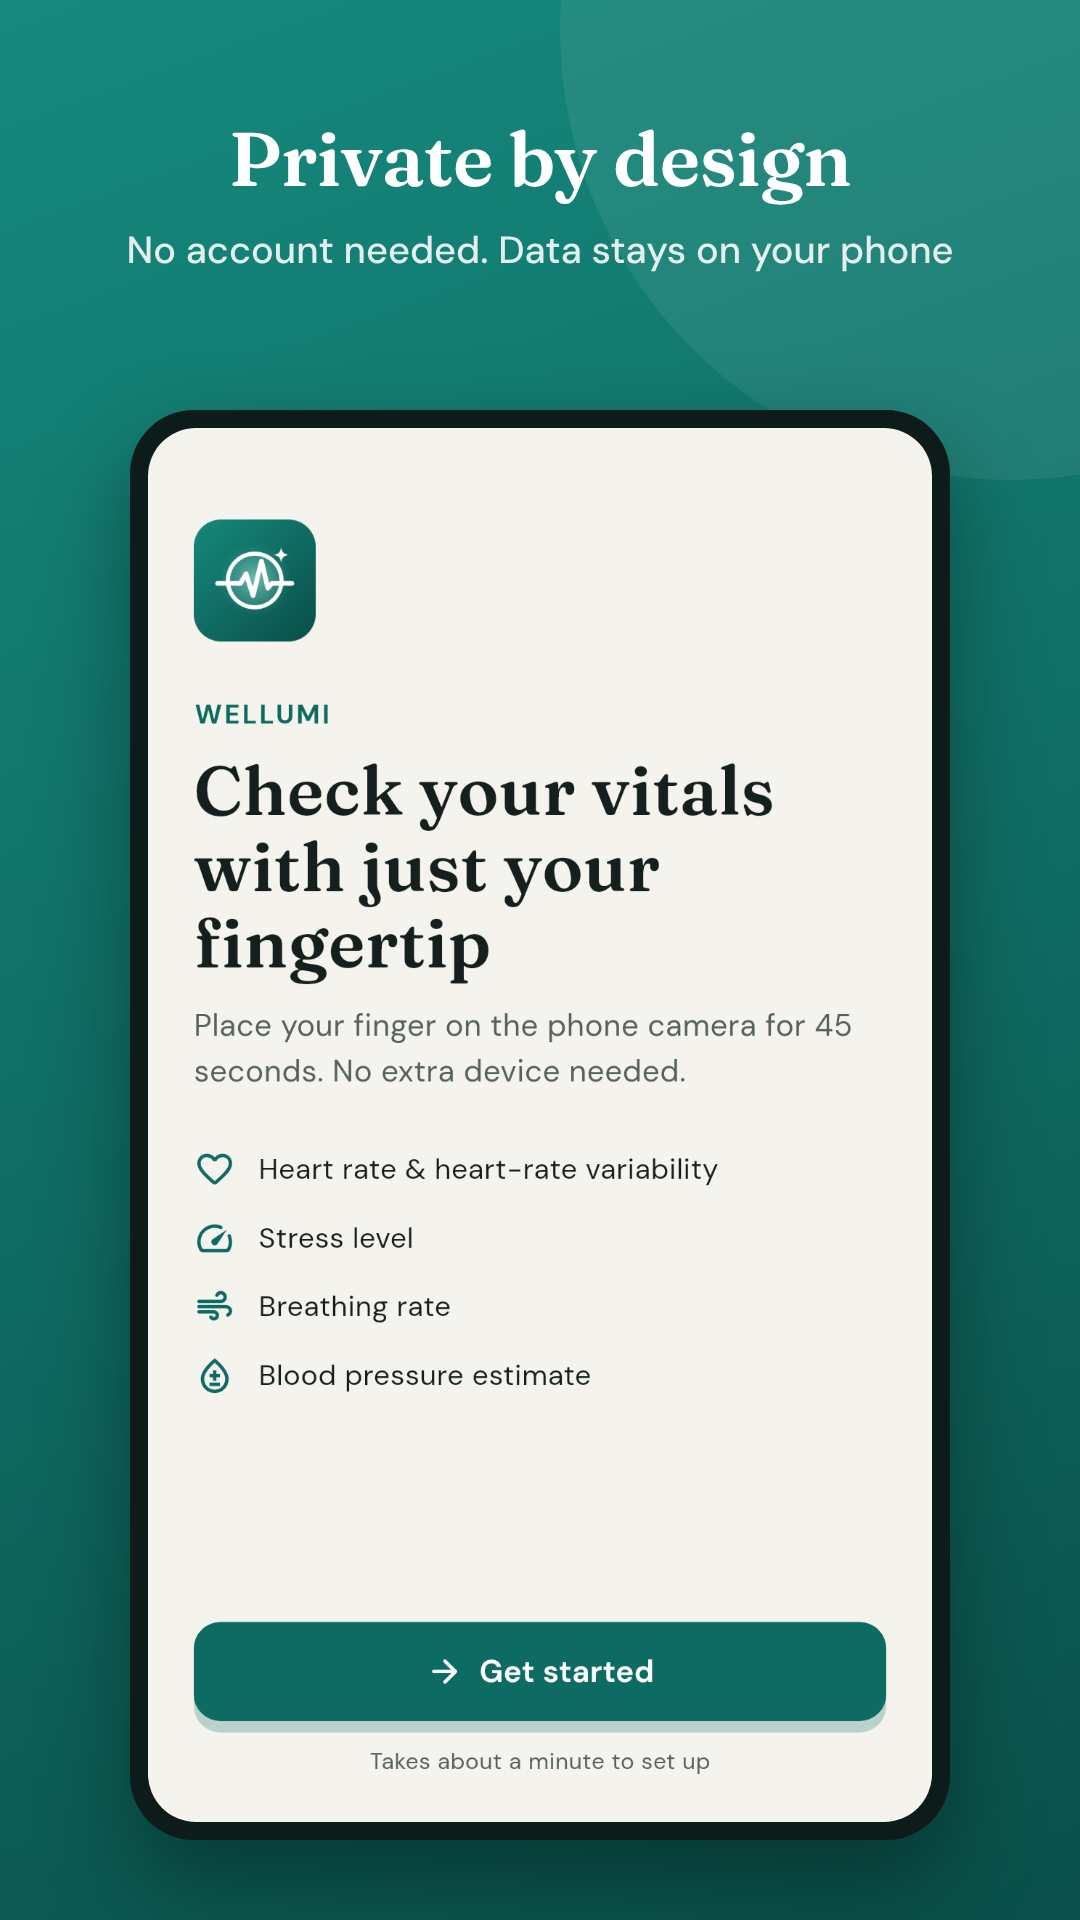 Private by design
No account needed. Data stays on your phone
WELLUMI
Check your vitals
with just your
fingertip
Place your finger on the phone camera for 45
seconds. No extra device needed.
Heart rate & heart-rate variability
Stress level
Breathing rate
Blood pressure estimate
→ Get started
Takes about a minute to set up